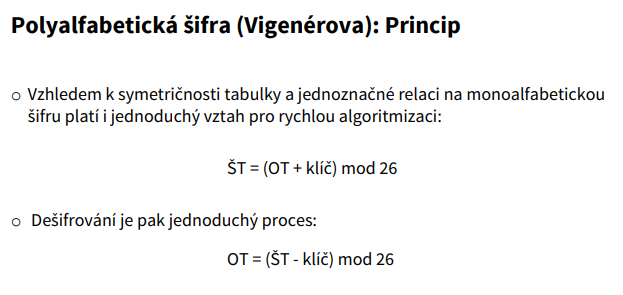 Polyalfabetická šifra (Vigenérova): Princip
○ Vzhledem k symetričnosti tabulky a jednoznačné relaci na monoalfabetickou
šifru platí i jednoduchý vztah pro rychlou algoritmizaci:
ŠT = (OT + klíč) mod 26
○ Dešifrování je pak jednoduchý proces:
OT = (ŠT - klíč) mod 26